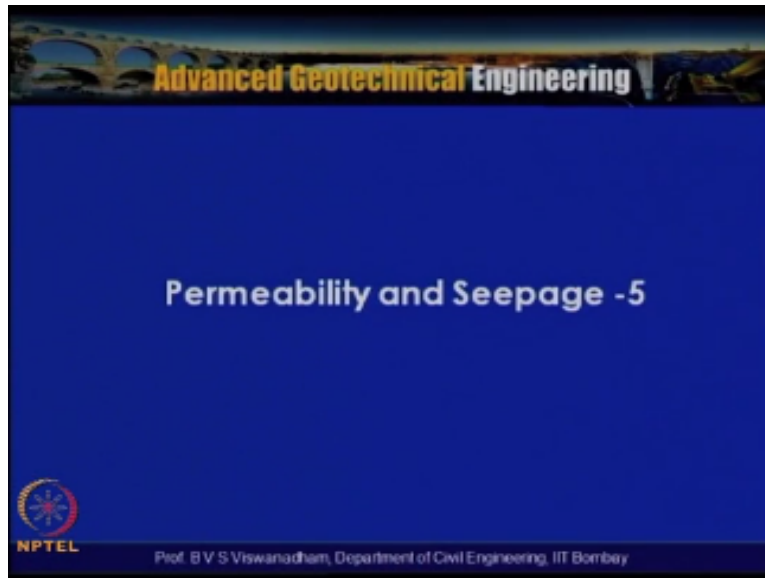 Advanced Geotechnical Engineering
Permeability and Seepage -5
NPTEL
Prof. B V S Viswanadham, Department of Civil Engineering, IIT Bombay